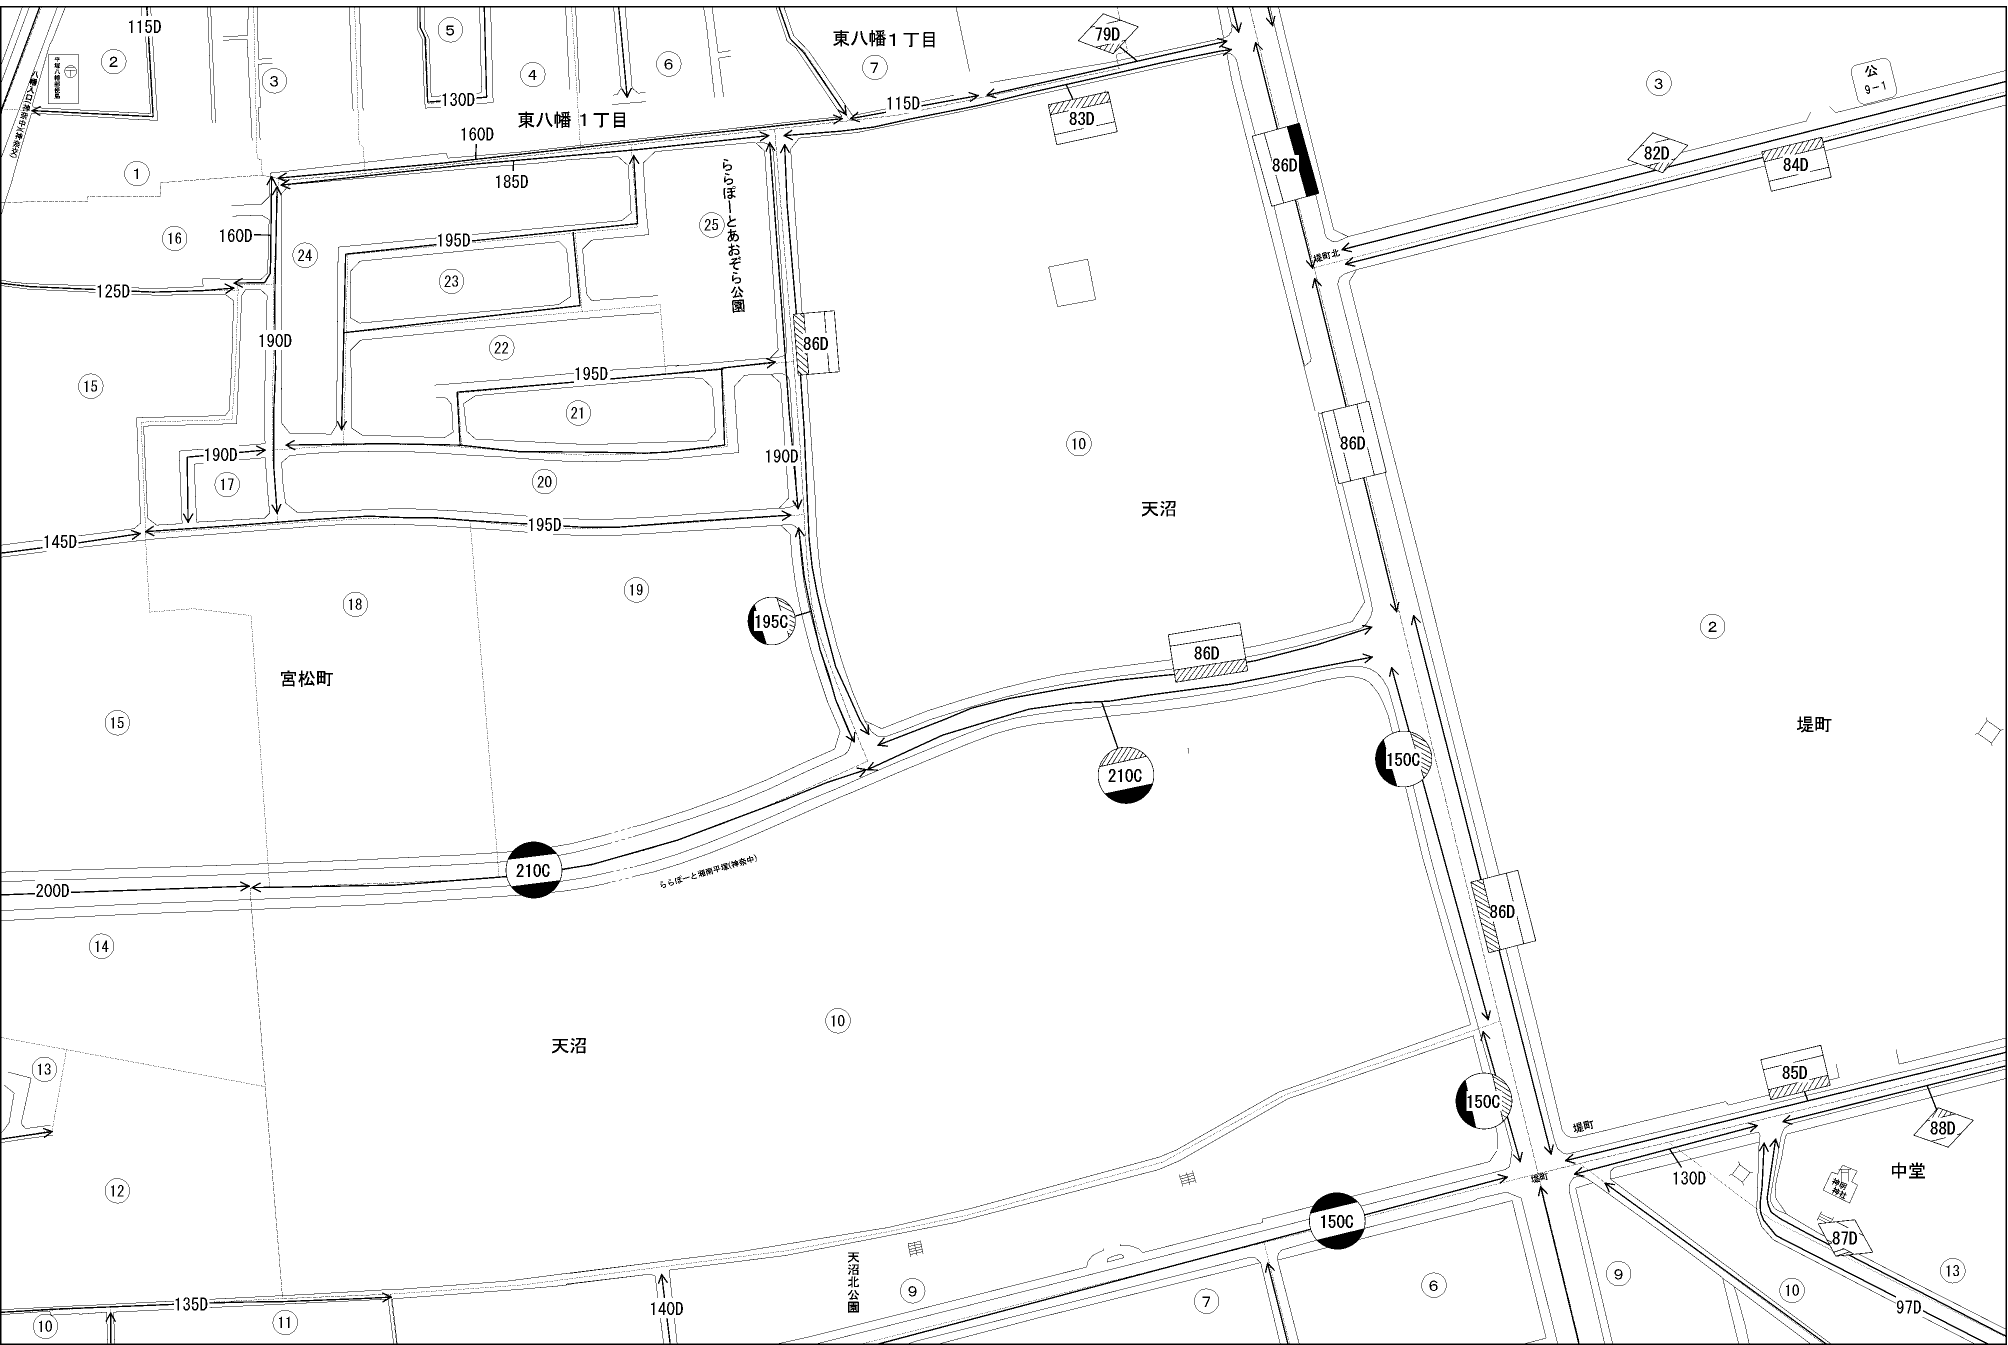 115D
②
⑤
東八幡1丁目
79D
⑦
③
④
⑥
③
公
9-1
130D
115D
83D
東八幡1丁目
160D
82D
84D
86D
①
185D
ららぽーとあおぞら公園
⑯
160D
㉔
195D
㉕
堤町北
㉓
125D
190D
㉒
86D
⑮
195D
㉑
190D
⑰
⑳
190D
⑩
86D
天沼
145D
195D
⑱
⑲
195C
②
宮松町
86D
⑮
堤町
210C
150C
210C
200D
ららぽーと湘南平塚(神奈中)
86D
⑭
⑩
天沼
⑬
85D
150C
堤町
88D
130D
堤町
中堂
神明
神社
⑫
150C
87D
天沼北公園
⑨
⑦
⑥
⑨
⑩
⑬
97D
135D
140D
⑩
⑪